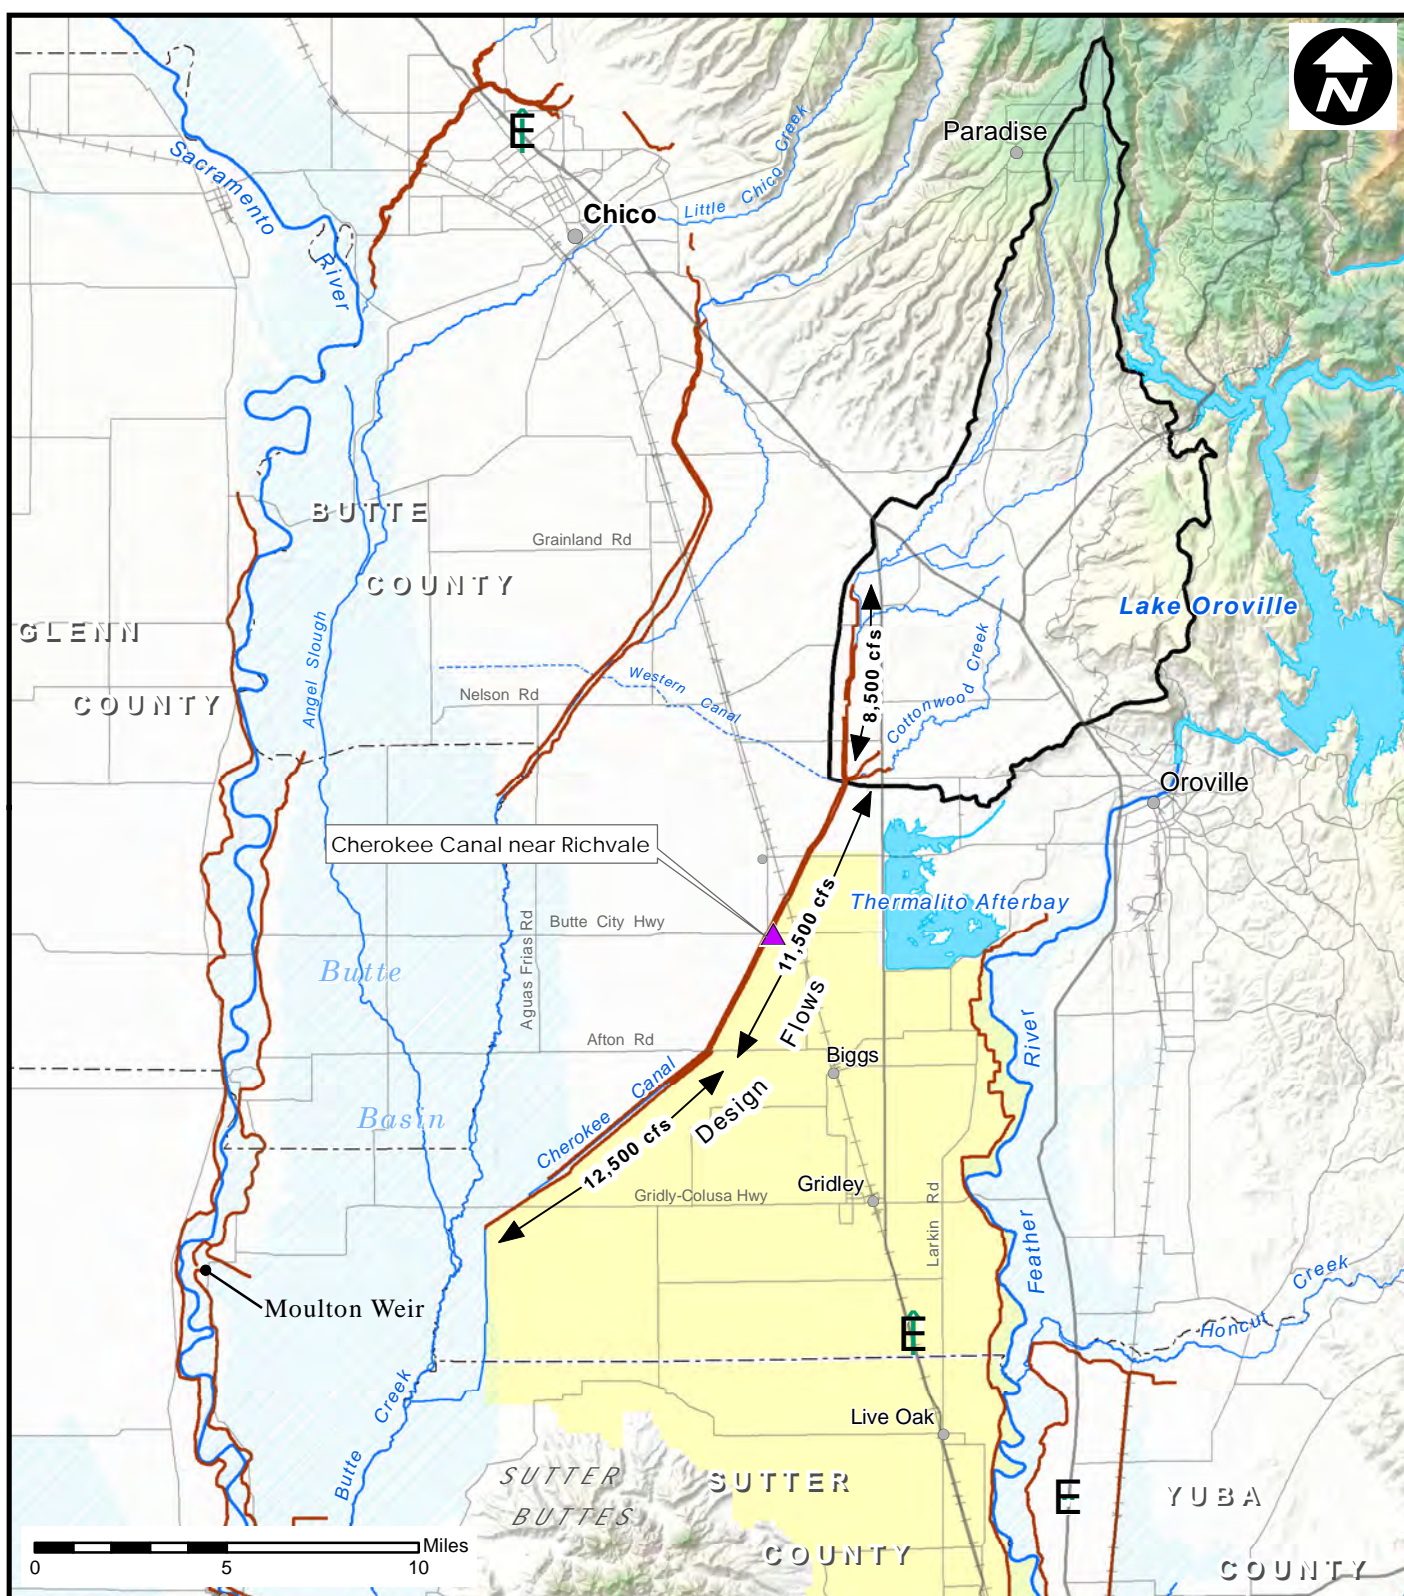 N
Paradise
E
Sacramento
River
Chico
Little Chico Creek
BUTTE
COUNTY
Grainland Rd
GLENN
COUNTY
Angel Slough
Lake Oroville
8,500 cfs
Cottonwood Creek
Western Canal
Nelson Rd
Oroville
Cherokee Canal near Richvale
11,500 cfs
Thermalito Afterbay
Butte City Hwy
Aguas Frias Rd
Butte
Flows
River
Afton Rd
Biggs
Cherokee Canal
Design
Basin
12,500 cfs
Gridley
Gridly-Colusa Hwy
Larkin Rd
Feather
Creek
Honcut
Moulton Weir
E
Butte Creek
Live Oak
SUTTER
BUTTES
SUTTER
COUNTY
E
YUBA
COUNTY
Miles
0 5 10